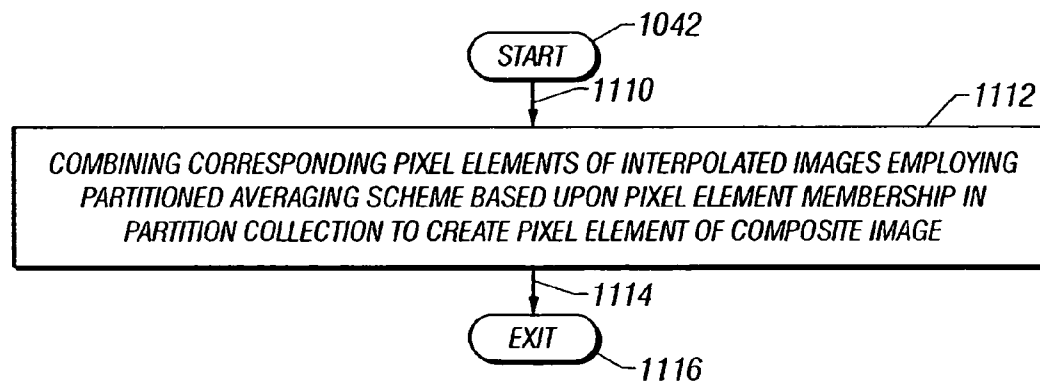 1042
START
1110
1112
COMBINING CORRESPONDING PIXEL ELEMENTS OF INTERPOLATED IMAGES EMPLOYING
PARTITIONED AVERAGING SCHEME BASED UPON PIXEL ELEMENT MEMBERSHIP IN
PARTITION COLLECTION TO CREATE PIXEL ELEMENT OF COMPOSITE IMAGE
1114
EXIT
1116